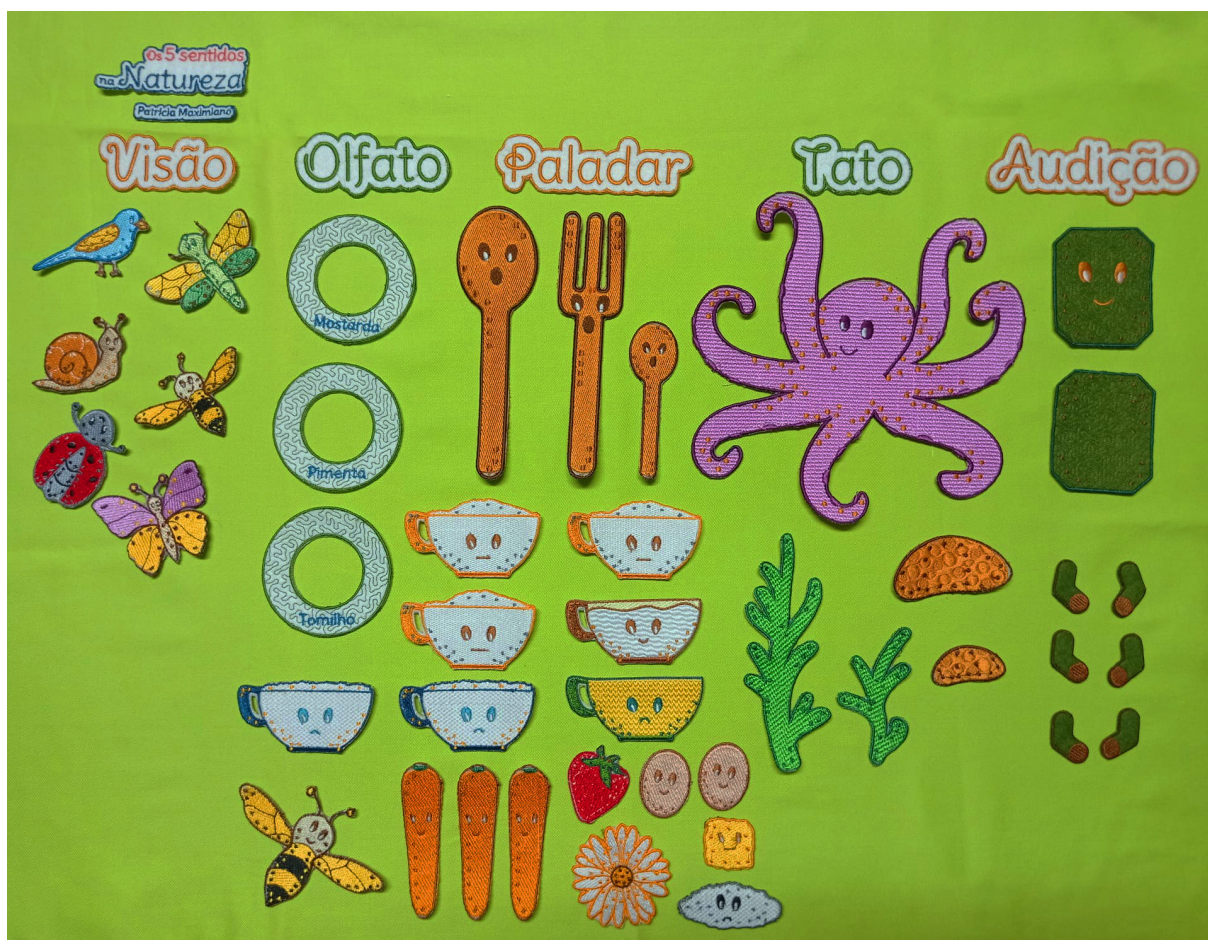 Os 5 sentidos
na Natureza
Patrícia Maximiano
Visão Olfato Paladar Tato Audição
Mostarda
Pimenta
Tomilho